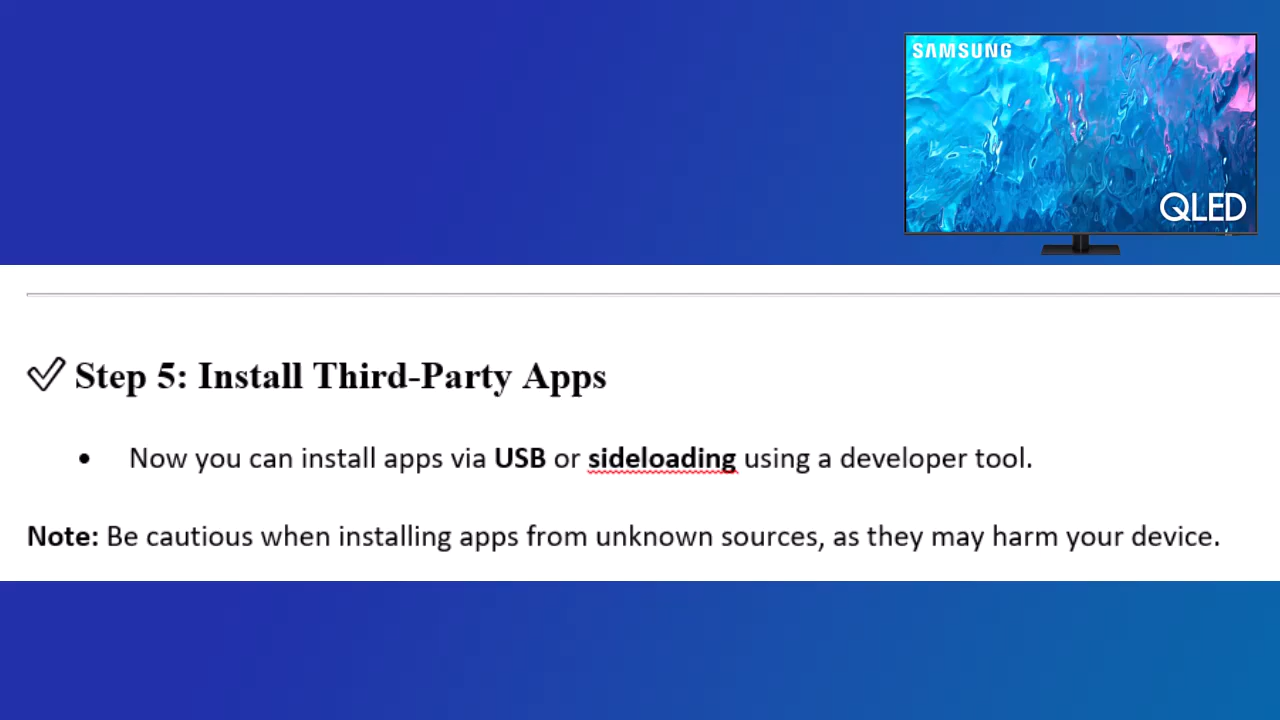 SAMSUNG
QLED
✓ Step 5: Install Third-Party Apps
• Now you can install apps via USB or sideloading using a developer tool.
Note: Be cautious when installing apps from unknown sources, as they may harm your device.